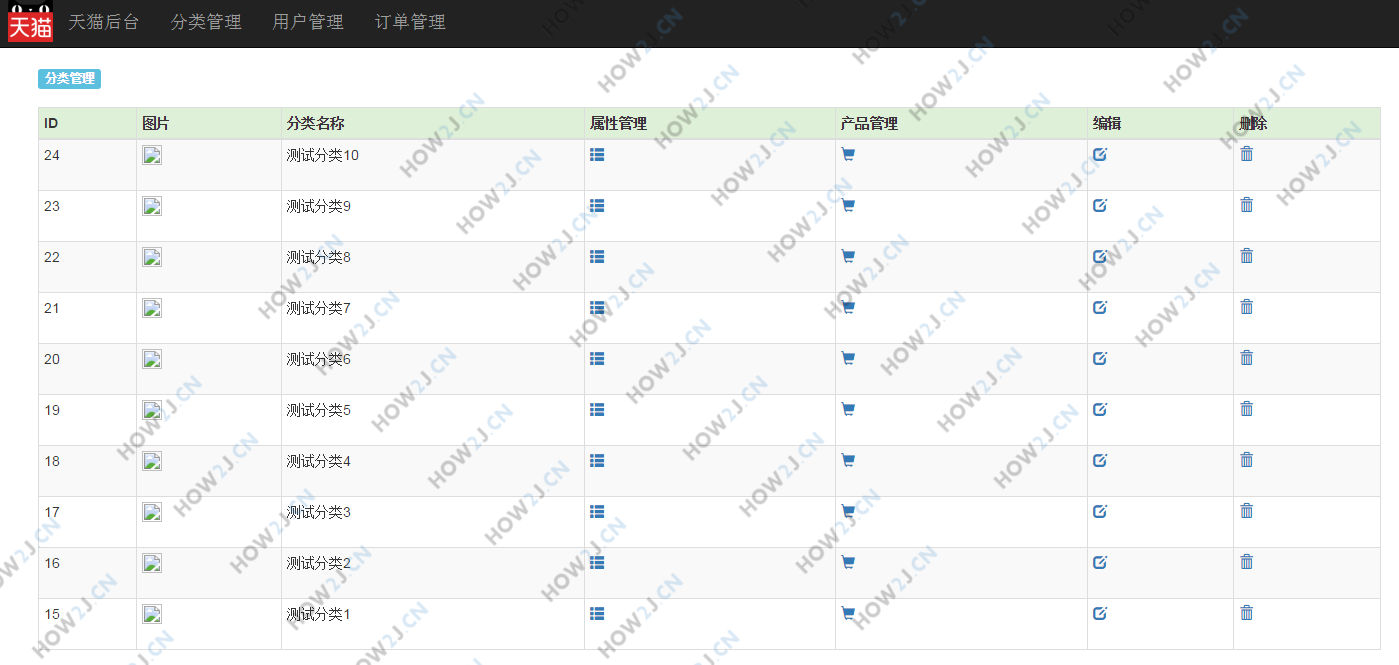 天猫 天猫后台 分类管理 用户管理 订单管理
分类管理
ID 图片 分类名称 属性管理 产品管理 编辑 删除
24 测试分类10
23 测试分类9
22 测试分类8
21 测试分类7
20 测试分类6
19 测试分类5
18 测试分类4
17 测试分类3
16 测试分类2
15 测试分类1
HOW2J.CN